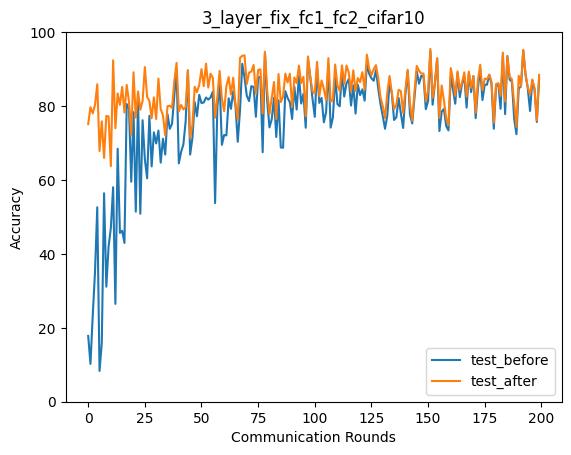 3_layer_fix_fc1_fc2_cifar10
100
80
60
40
20
0
Accuracy
0 25 50 75 100 125 150 175 200
Communication Rounds
test_before
test_after